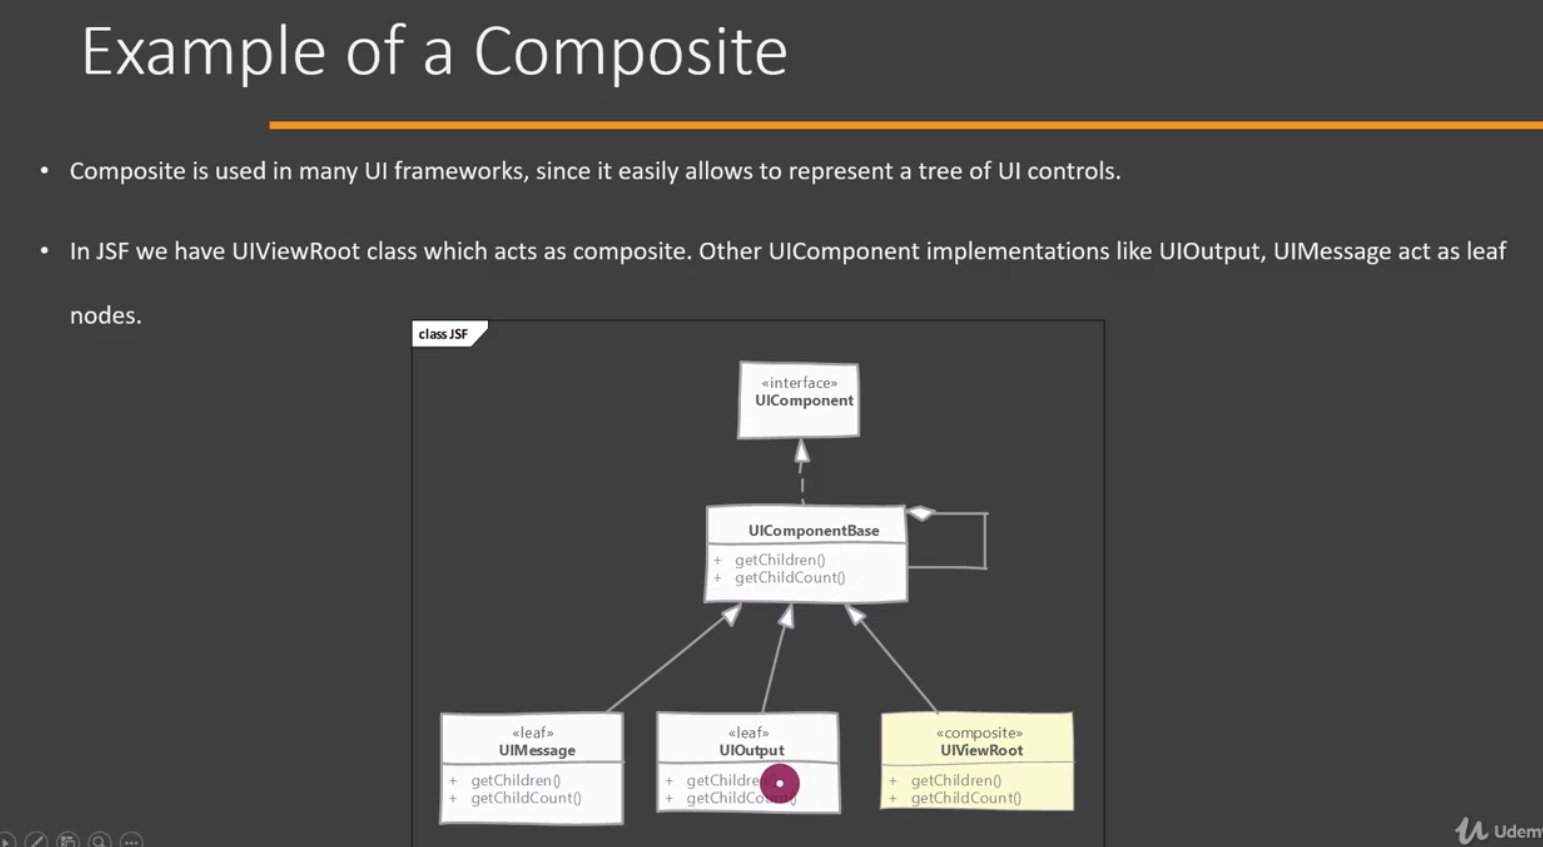 Example of a Composite
• Composite is used in many UI frameworks, since it easily allows to represent a tree of UI controls.
• In JSF we have UIViewRoot class which acts as composite. Other UIComponent implementations like UIOutput, UIMessage act as leaf
nodes.
class JSF
«interface»
UIComponent
UIComponentBase
+ getChildren()
+ getChildCount()
«leaf»
UIMessage
+ getChildren()
+ getChildCount()
«leaf»
UIOutput
+ getChildren()
+ getChildCount()
«composite»
UIViewRoot
+ getChildren()
+ getChildCount()
Udemy